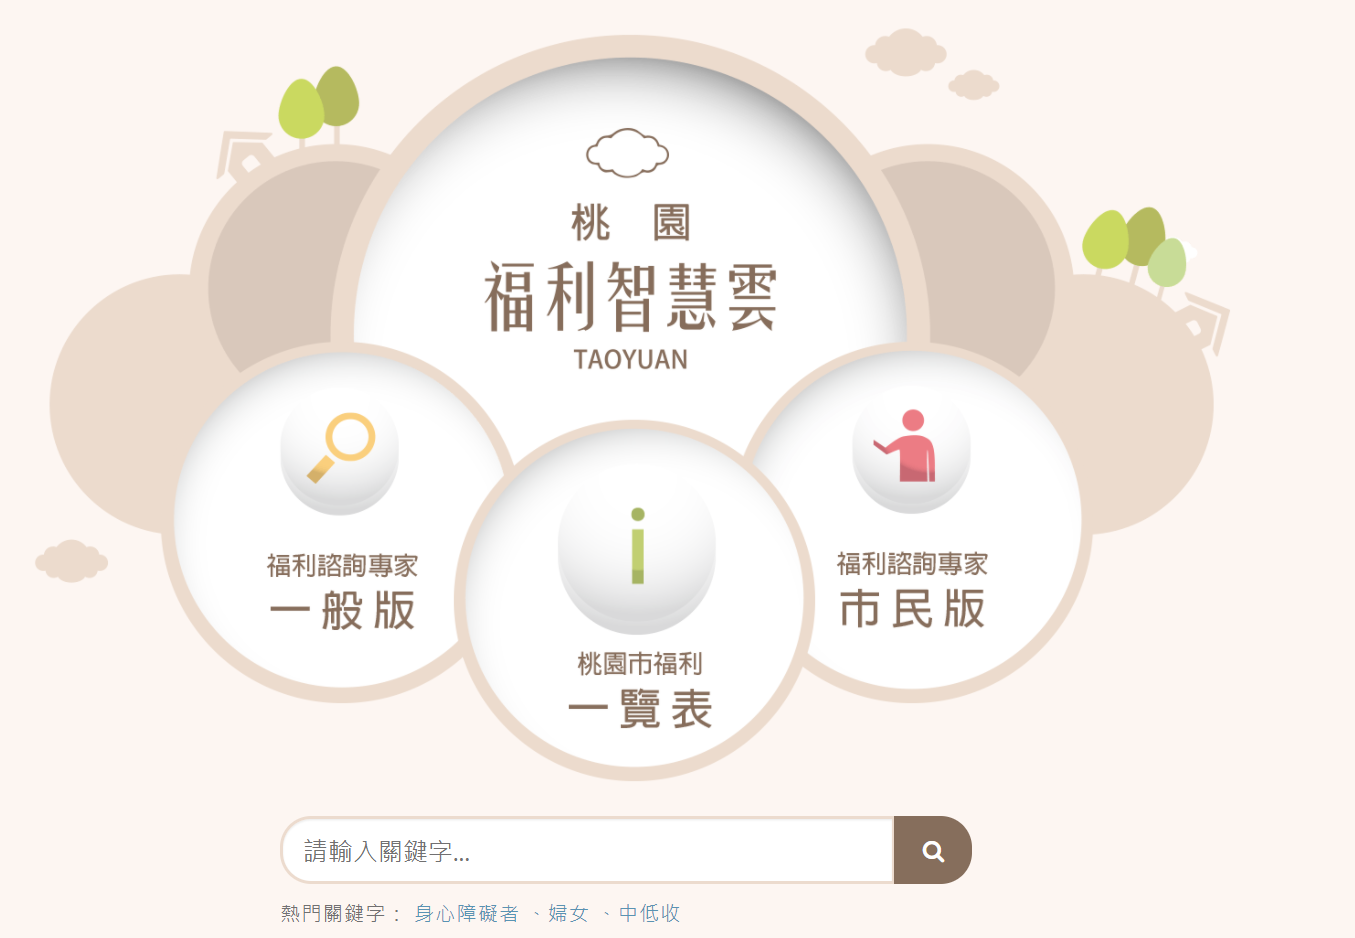 桃園
福利智慧雲
TAOYUAN
福利諮詢專家
一般版
桃園市福利
一覽表
福利諮詢專家
市民版
請輸入關鍵字...
熱門關鍵字： 身心障礙者 、婦女 、中低收